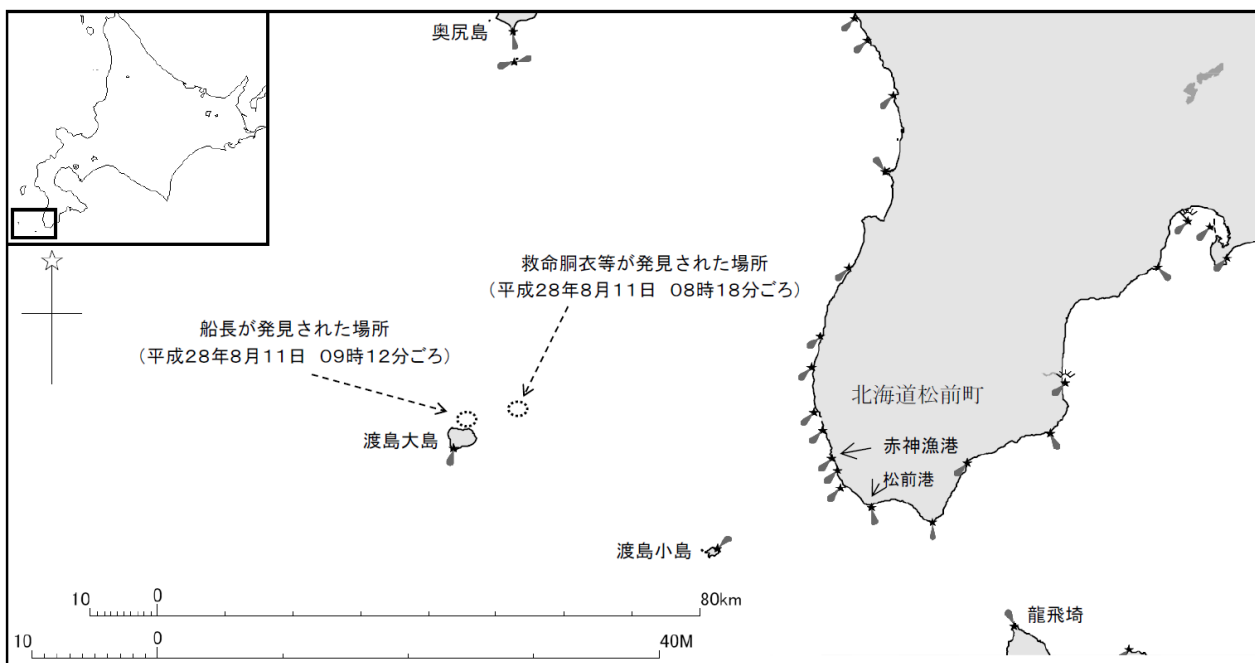 奥尻島
救命胴衣等が発見された場所
（平成２８年８月１１日　０８時１８分ごろ）
船長が発見された場所
（平成２８年８月１１日　０９時１２分ごろ）
北海道松前町
渡島大島
赤神漁港
松前港
渡島小島
龍飛埼
10 0 80km
10 0 40M